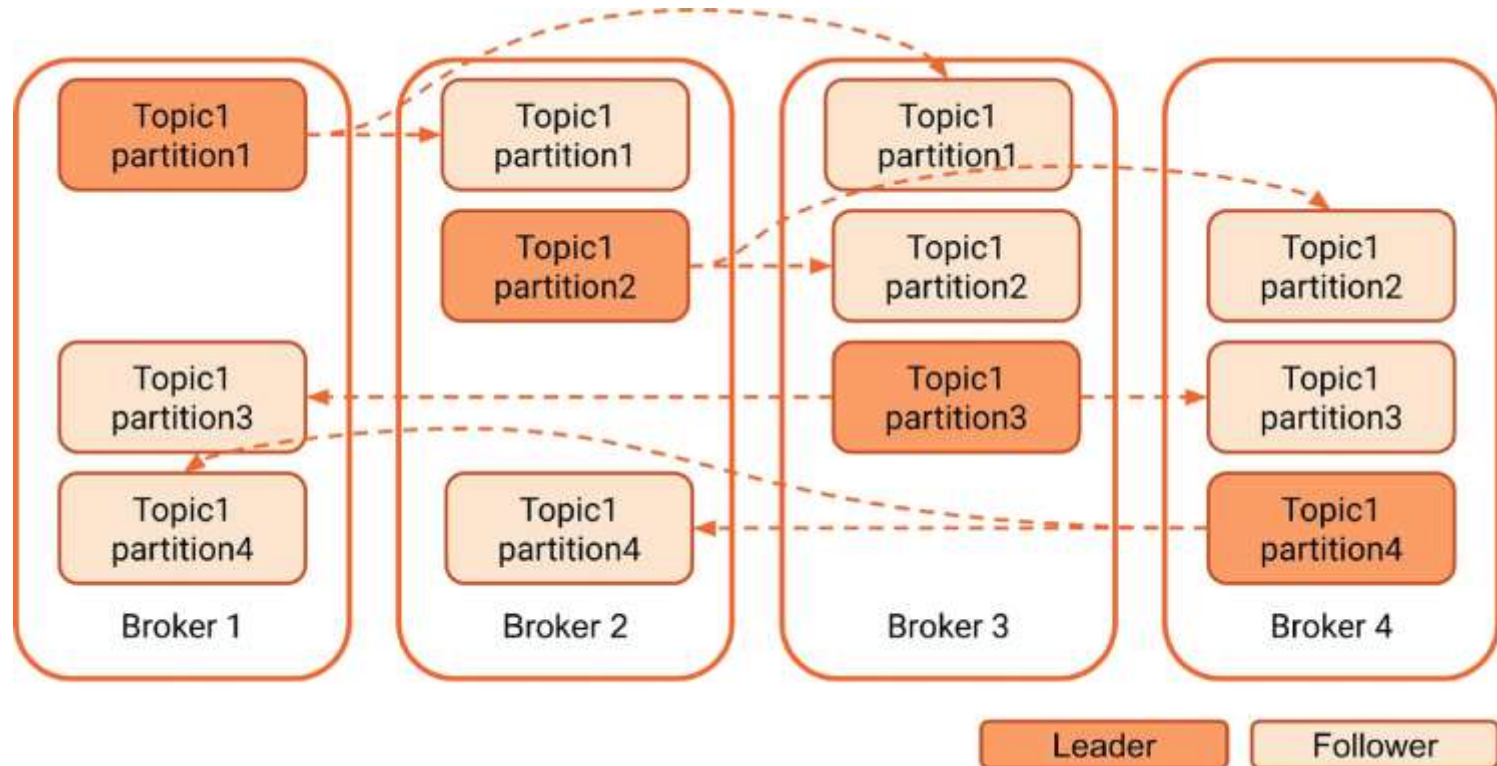 Topic1
partition1
Topic1
partition1
Topic1
partition1
Topic1
partition2
Topic1
partition2
Topic1
partition2
Topic1
partition3
Topic1
partition3
Topic1
partition3
Topic1
partition4
Topic1
partition4
Topic1
partition4
Broker 1
Broker 2
Broker 3
Broker 4
Leader
Follower